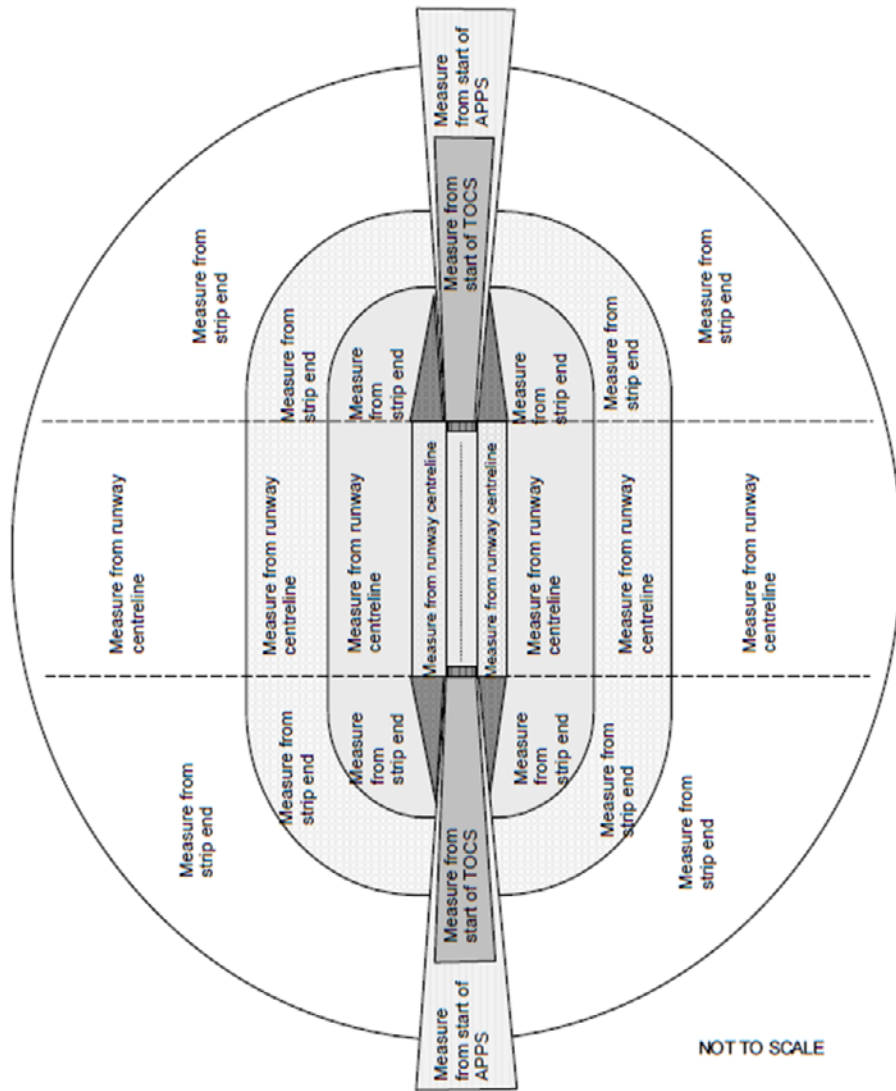 Measure from runway
centreline
Measure from
strip end
Measure from
strip end
Measure from
strip end
Measure from runway
centreline
Measure from
strip end
Measure
from
strip end
Measure from runway
centreline
Measure
from
strip end
Measure from runway centreline
Measure
from start of
APPS
Measure from
start of TOCS
Measure from
start of TOCS
Measure
from start of
APPS
Measure from runway centreline
Measure
from
strip end
Measure from runway
centreline
Measure
from
strip end
Measure from
strip end
Measure from runway
centreline
Measure from
strip end
Measure from
strip end
Measure from runway
centreline
Measure from
strip end
NOT TO SCALE